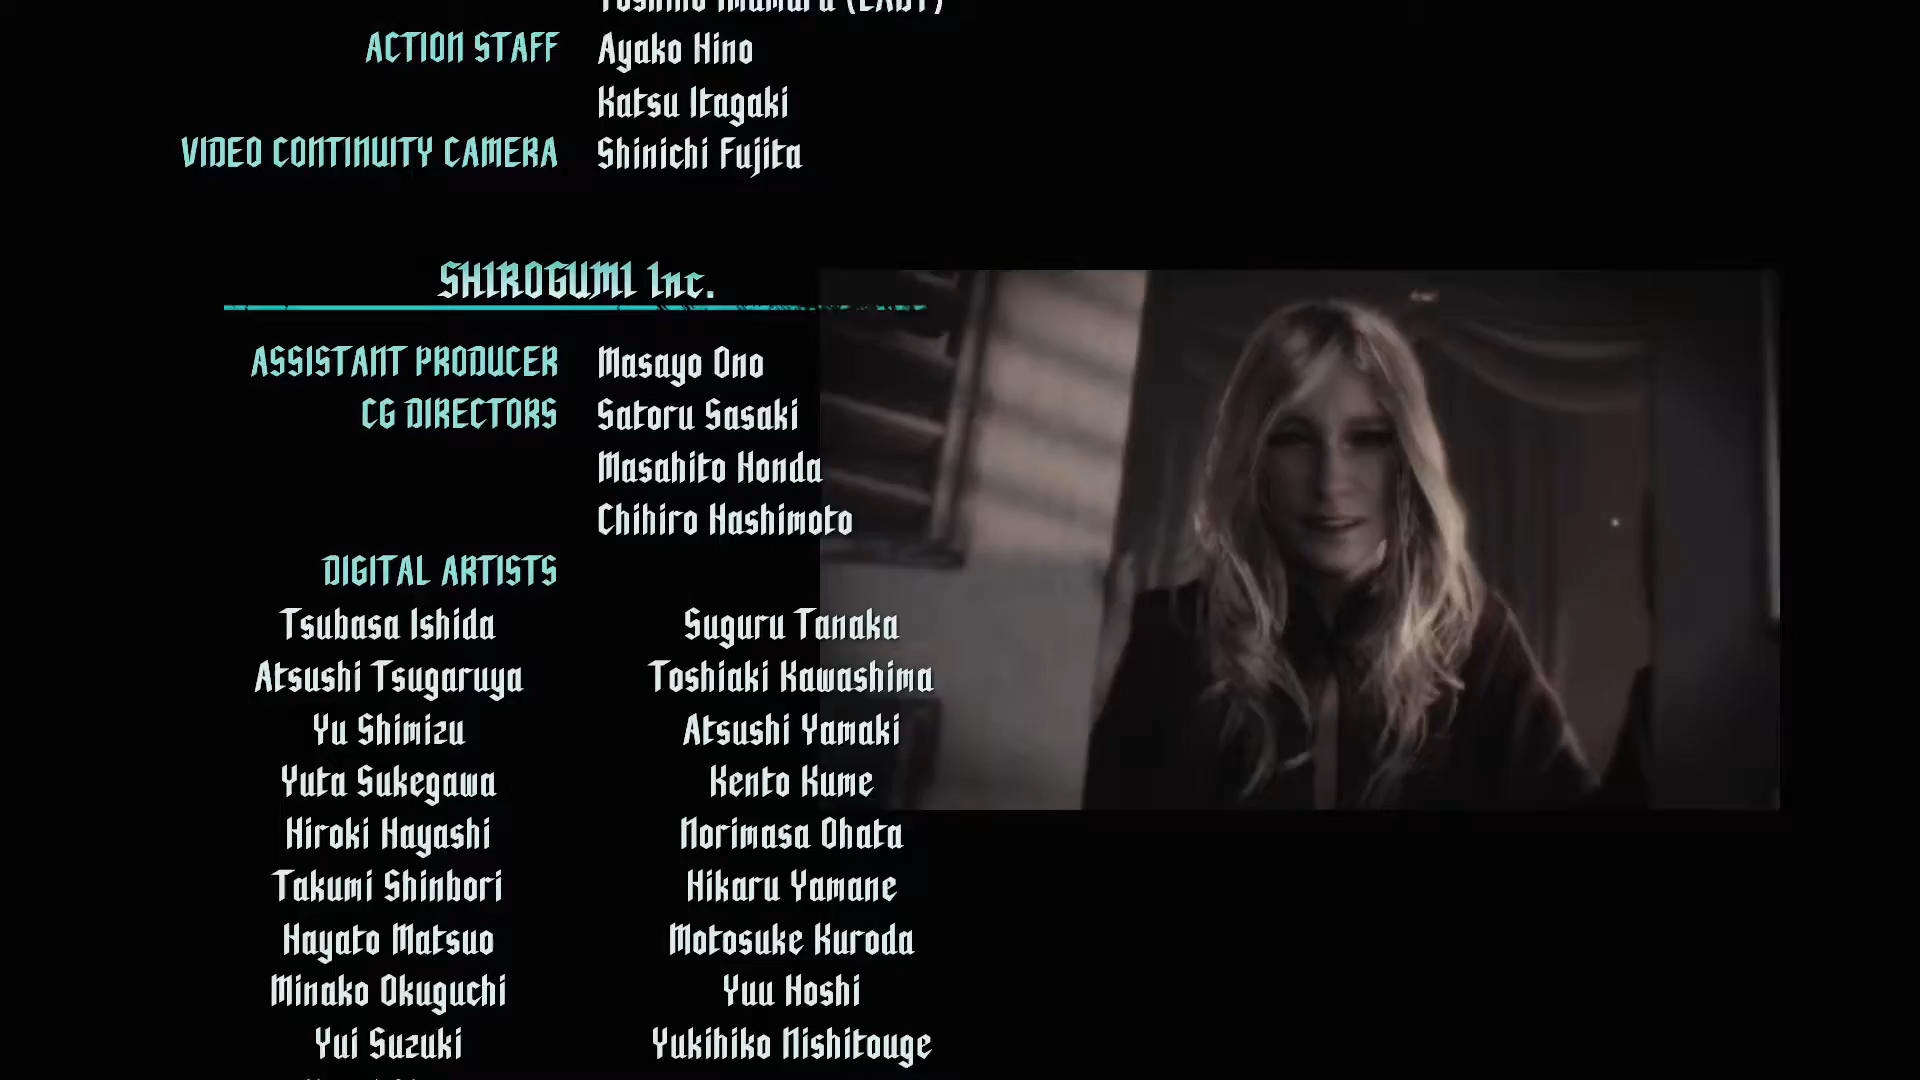 ACTION STAFF Ayako Hino
Katsu Itagaki
VIDEO CONTINUITY CAMERA Shinichi Fujita
SHIROGUMI Inc.
ASSISTANT PRODUCER Masayo Ono
CG DIRECTORS Satoru Sasaki
Masahito Honda
Chihiro Hashimoto
DIGITAL ARTISTS
Tsubasa Ishida Suguru Tanaka
Atsushi Tsugaruya Toshiaki Kawashima
Yu Shimizu Atsushi Yamaki
Yuta Sukegawa Kento Kume
Hiroki Hayashi Norimasa Ohata
Takumi Shinbori Hikaru Yamane
Hayato Matsuo Motosuke Kuroda
Minako Okuguchi Yuu Hoshi
Yui Suzuki Yukihiko Nishitouge